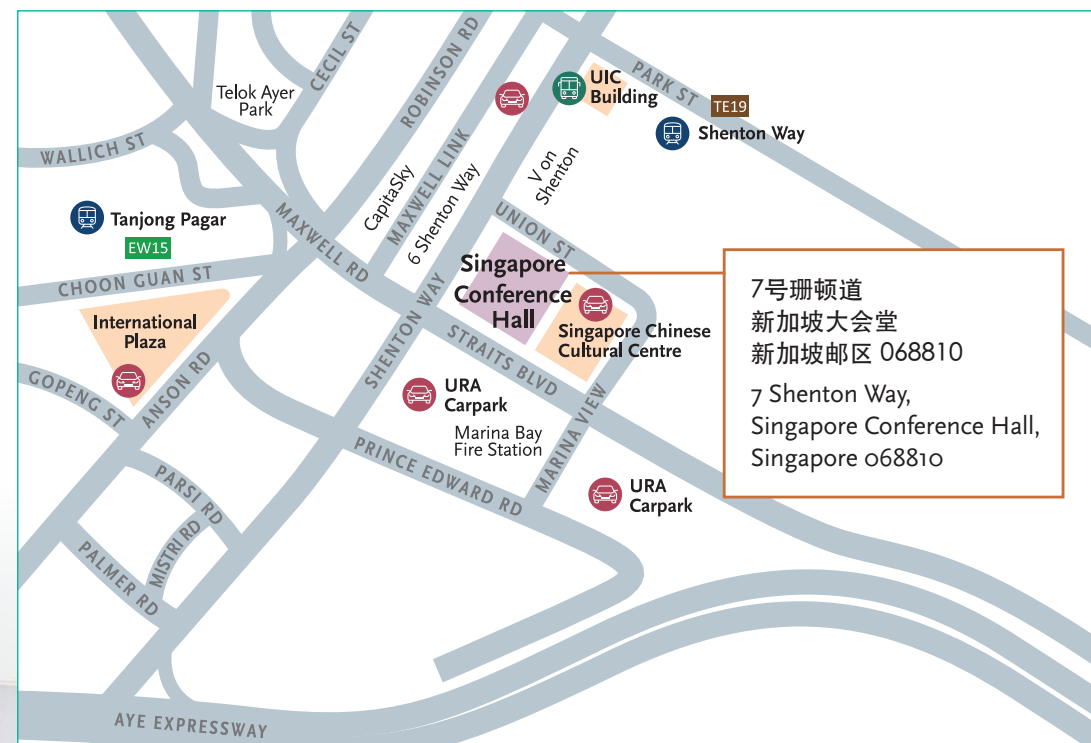 CECIL ST
ROBINSON RD
PARK ST
UIC
Building
TE19
Shenton Way
Telok Ayer
Park
WALLICH ST
MAXWELL LINK
CapitaSky
6 Shenton Way
V on
Shenton
UNION ST
Tanjong Pagar
EW15
MAXWELL RD
CHOON GUAN ST
Singapore
Conference
Hall
International
Plaza
SHENTON WAY
STRAITS BLVD
Singapore Chinese
Cultural Centre
7号珊顿道
新加坡大会堂
新加坡邮区 068810
7 Shenton Way,
Singapore Conference Hall,
Singapore 068810
GOPENG ST
ANSON RD
URA
Carpark
Marina Bay
Fire Station
MARINA VIEW
PRINCE EDWARD RD
URA
Carpark
PARSI RD
MISTRI RD
PALMER RD
AYE EXPRESSWAY